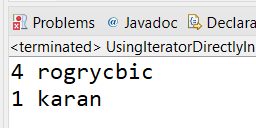 Problems @ Javadoc Declara
<terminated> UsingIteratorDirectlyIn
4 rogrycbic
1 karan